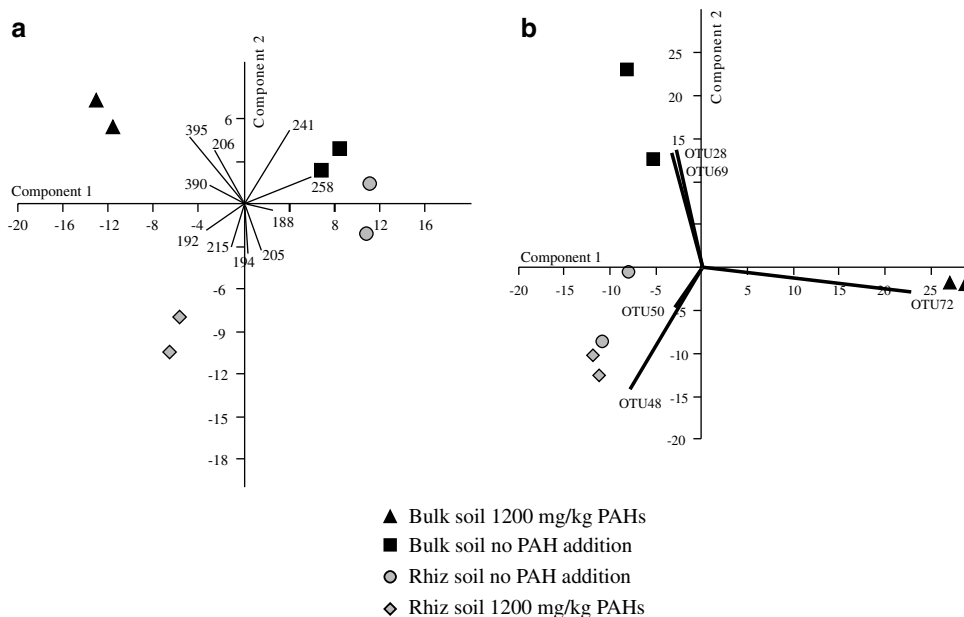 a
Component 2
6
395
206
241
390
258
Component 1
188
-20 -16 -12 -8 -4 4 8 12 16
192
215
194
205
-6
-9
-12
-15
-18
b
Component 2
25
20
15
OTU28
OTU69
Component 1
-20 -15 -10 -5 5 10 15 20 25
OTU72
OTU50
-5
-10
OTU48
-15
-20
Bulk soil 1200 mg/kg PAHs
Bulk soil no PAH addition
Rhiz soil no PAH addition
Rhiz soil 1200 mg/kg PAHs